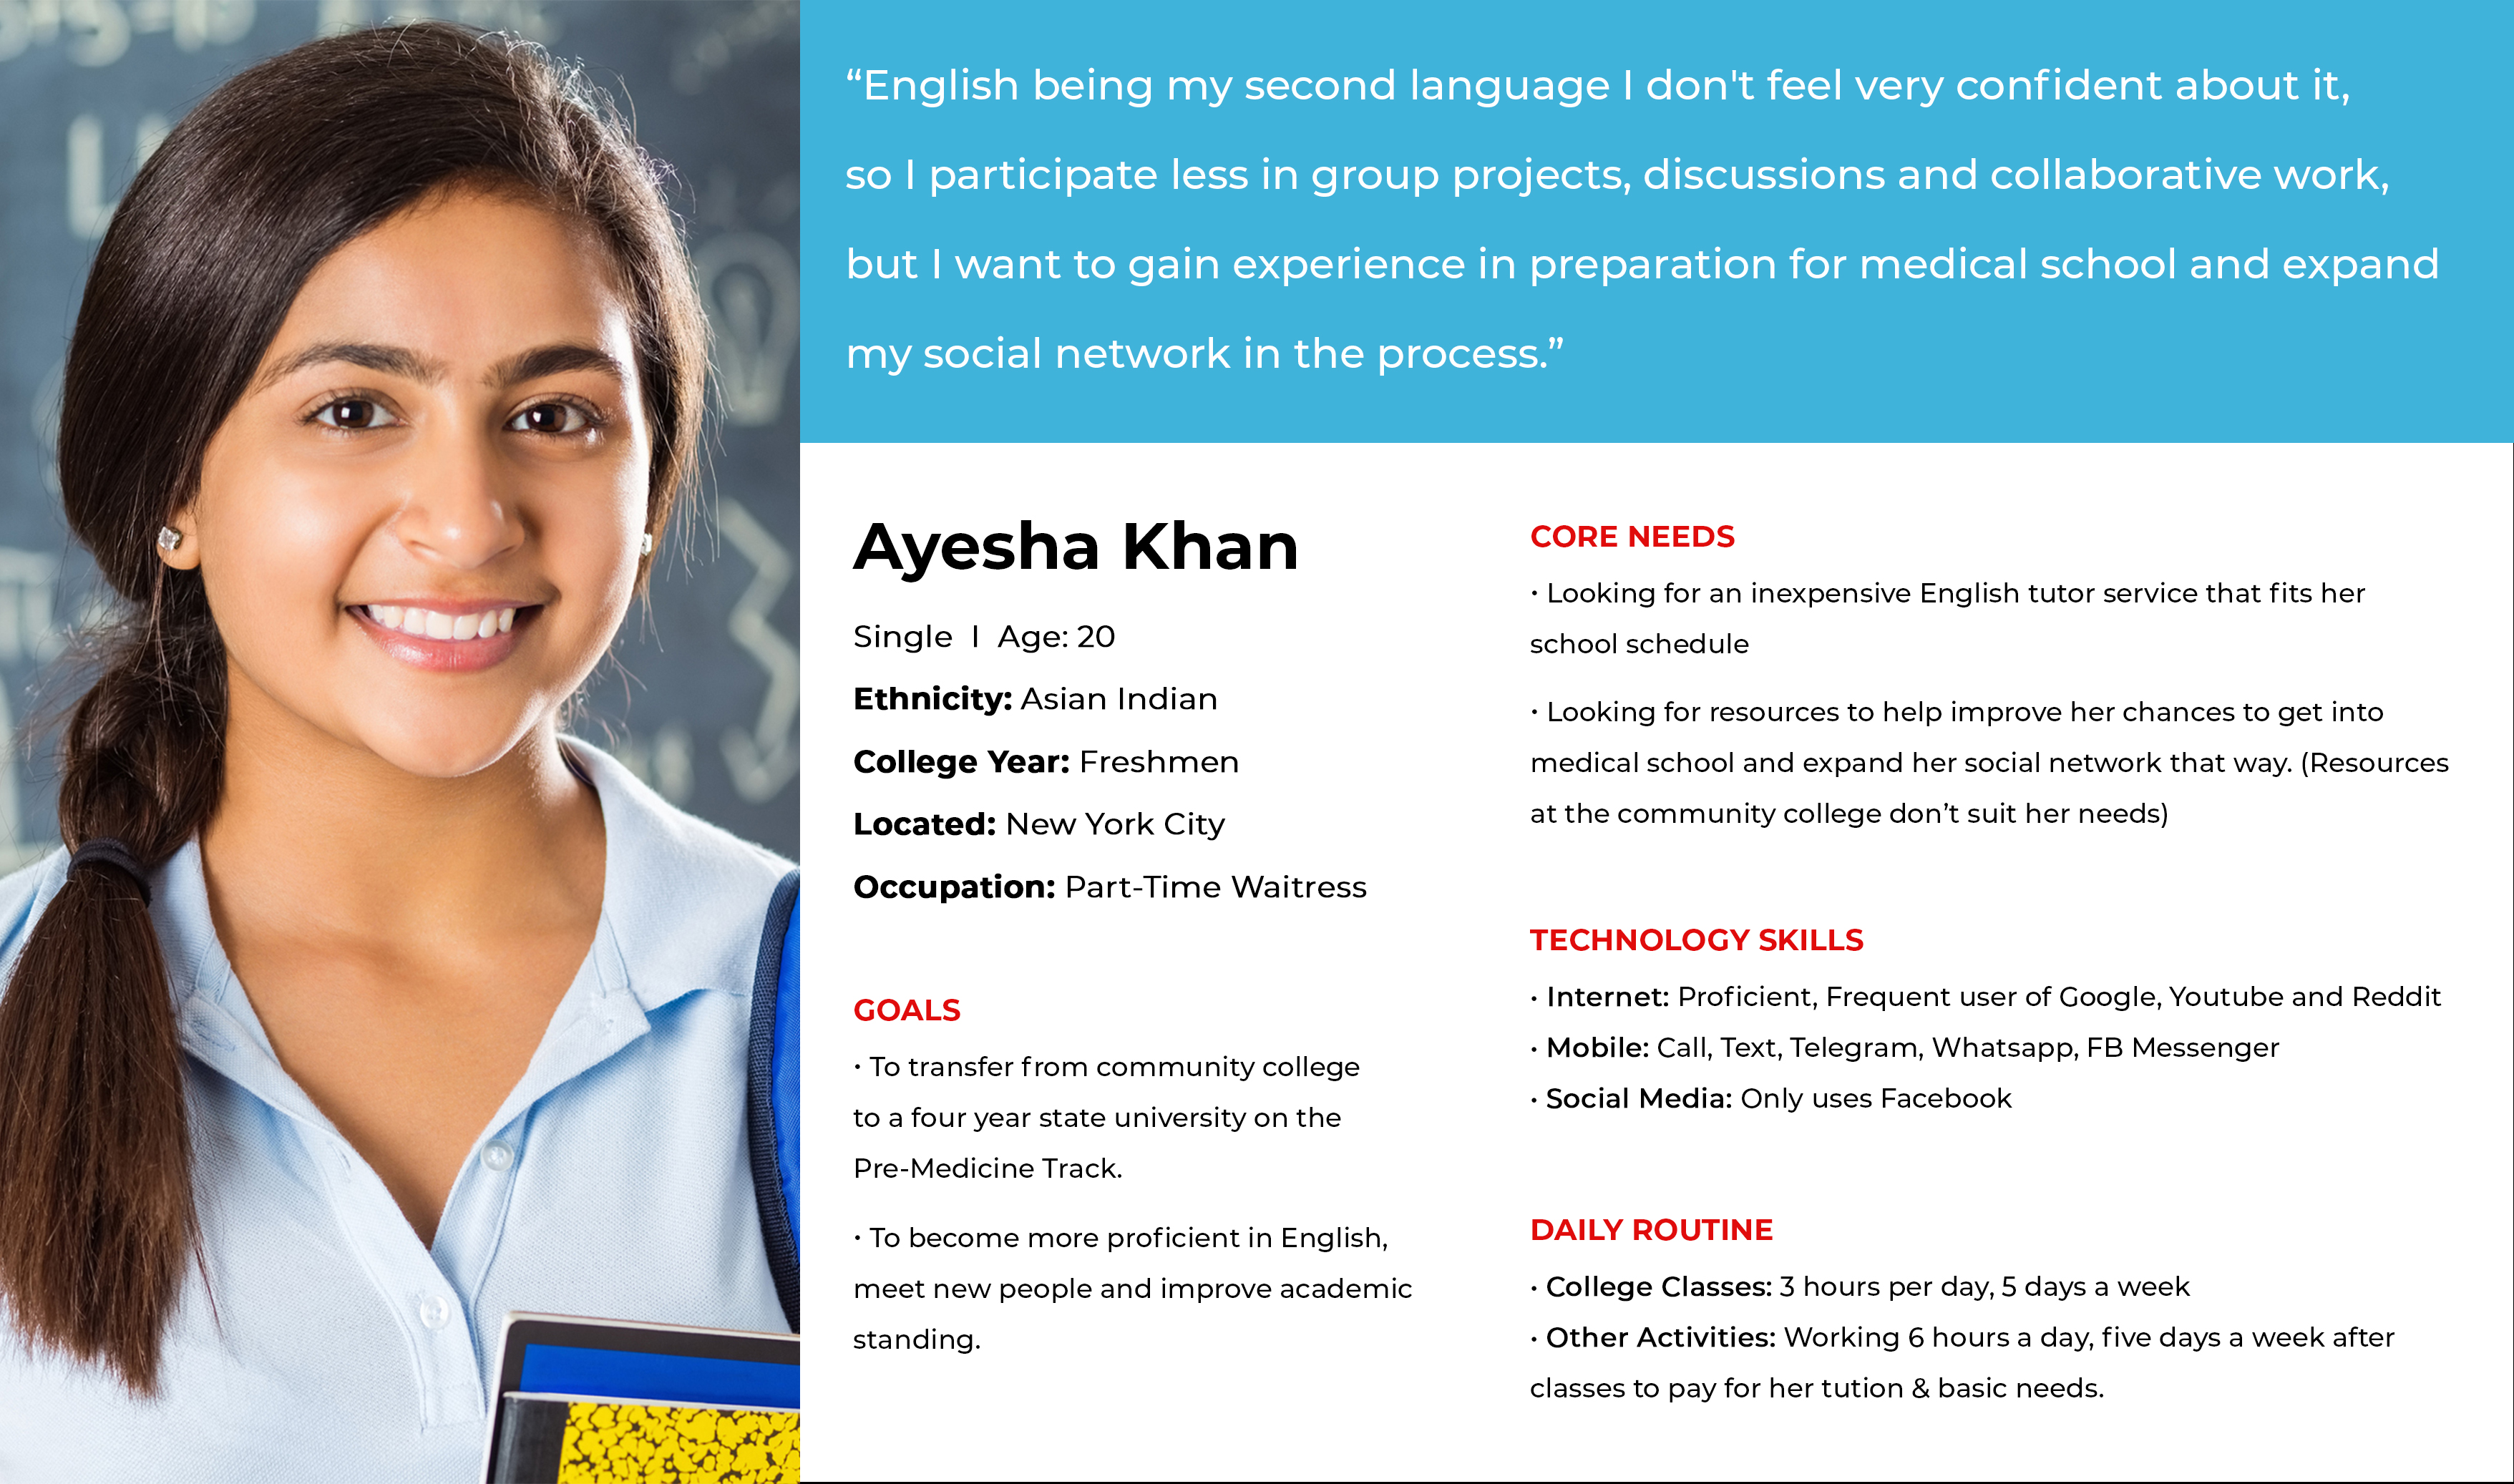 “English being my second language I don't feel very confident about it,
so I participate less in group projects, discussions and collaborative work,
but I want to gain experience in preparation for medical school and expand
my social network in the process.”
Ayesha Khan
Single I Age: 20
Ethnicity: Asian Indian
College Year: Freshmen
Located: New York City
Occupation: Part-Time Waitress
GOALS
· To transfer from community college
to a four year state university on the
Pre-Medicine Track.
· To become more proficient in English,
meet new people and improve academic
standing.
CORE NEEDS
· Looking for an inexpensive English tutor service that fits her
school schedule
· Looking for resources to help improve her chances to get into
medical school and expand her social network that way. (Resources
at the community college don’t suit her needs)
TECHNOLOGY SKILLS
· Internet: Proficient, Frequent user of Google, Youtube and Reddit
· Mobile: Call, Text, Telegram, Whatsapp, FB Messenger
· Social Media: Only uses Facebook
DAILY ROUTINE
· College Classes: 3 hours per day, 5 days a week
· Other Activities: Working 6 hours a day, five days a week after
classes to pay for her tution & basic needs.